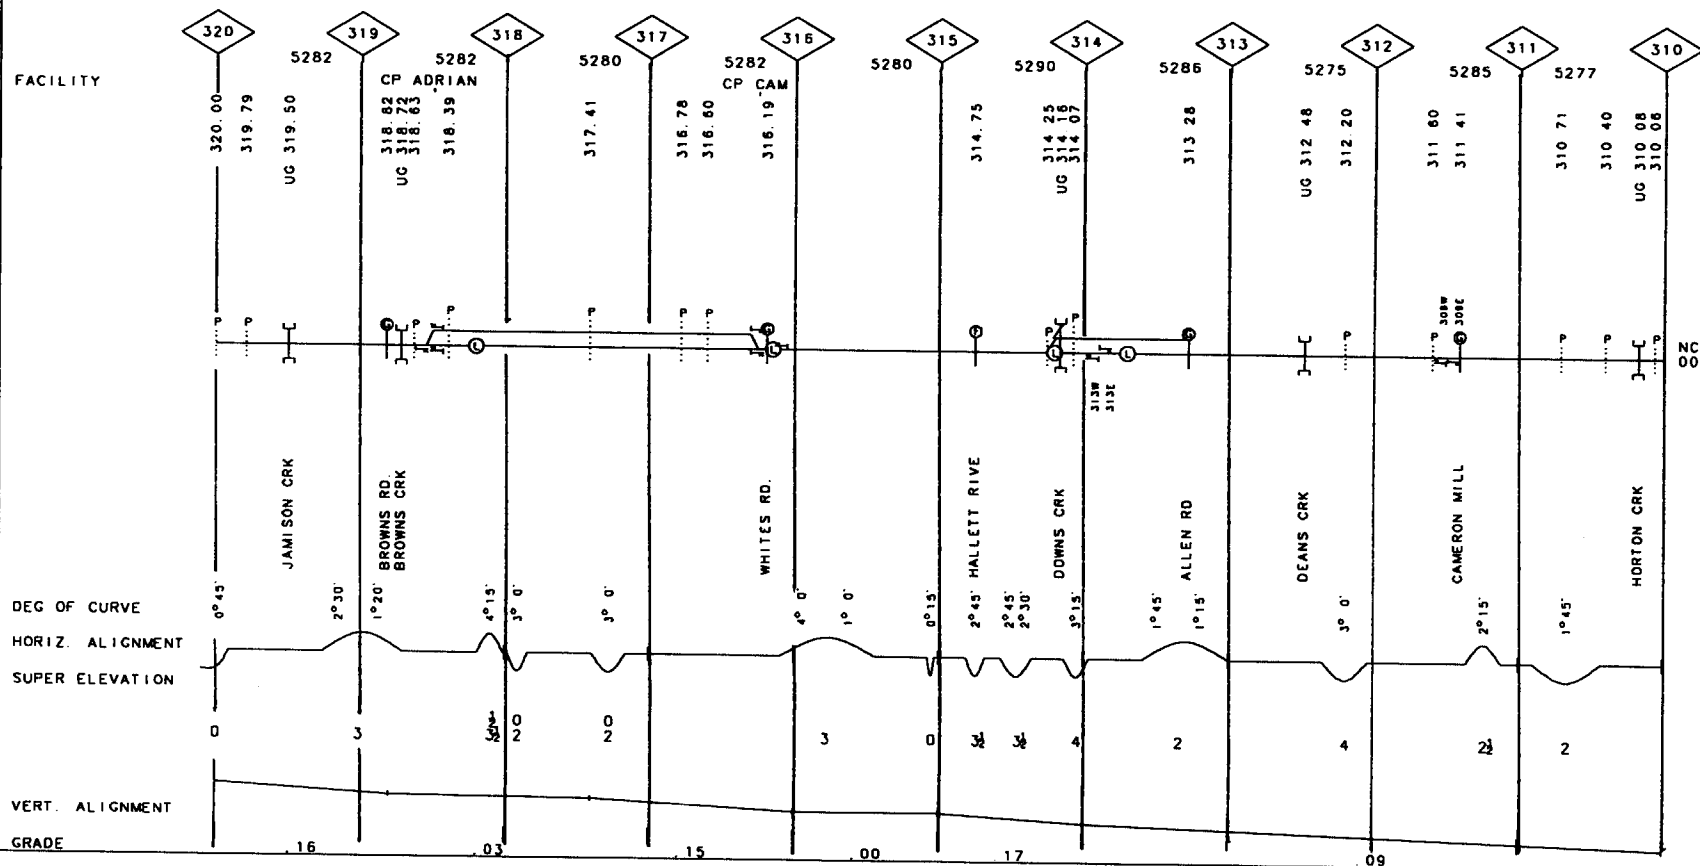 320 319 318 317 316 315 314 313 312 311 310
5282 5282 5280 5282 5280 5290 5286 5275 5285 5277
FACILITY
CP ADRIAN
CP CAM
320.00
319.79
UG 319.50
318.82
UG 318.72
318.63
318.39
317.41
316.78
316.60
316.19
314.75
314 25
UG 314 16
314 07
313 28
UG 312 48
312.20
311 60
311 41
310 71
310 40
UG 310 08
310 06
P P P P P P P P P P P P P P
G G F G G
L L L L
308W
308E
313W
313E
NC
00
JAMISON CRK
BROWNS RD.
BROWNS CRK
WHITES RD.
HALLETT RIVE
DOWNS CRK
ALLEN RD
DEANS CRK
CAMERON MILL
HORTON CRK
DEG OF CURVE
0°45' 2°30' 1°20' 4°15' 3°0' 3°0' 4°0' 1°0' 0°15' 2°45' 2°45' 2°30' 3°15' 1°45' 1°15' 3°0' 2°15' 1°45'
HORIZ. ALIGNMENT
SUPER ELEVATION
0 0
0 3 2 2 3 0 3½ 3½ 4 2 4 2½ 2
VERT. ALIGNMENT
GRADE .16 .03 .15 .00 .17 .09